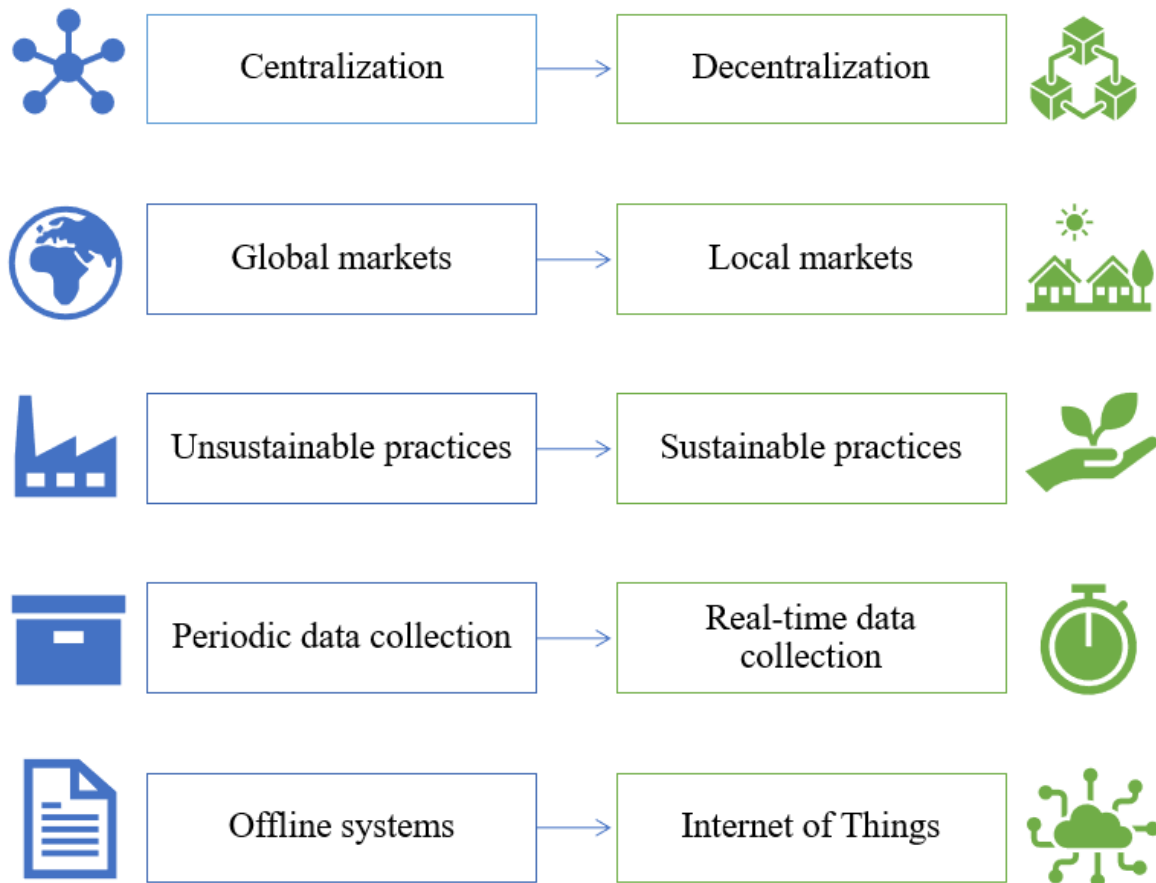 Centralization
Decentralization
Global markets
Local markets
Unsustainable practices
Sustainable practices
Periodic data collection
Real-time data
collection
Offline systems
Internet of Things